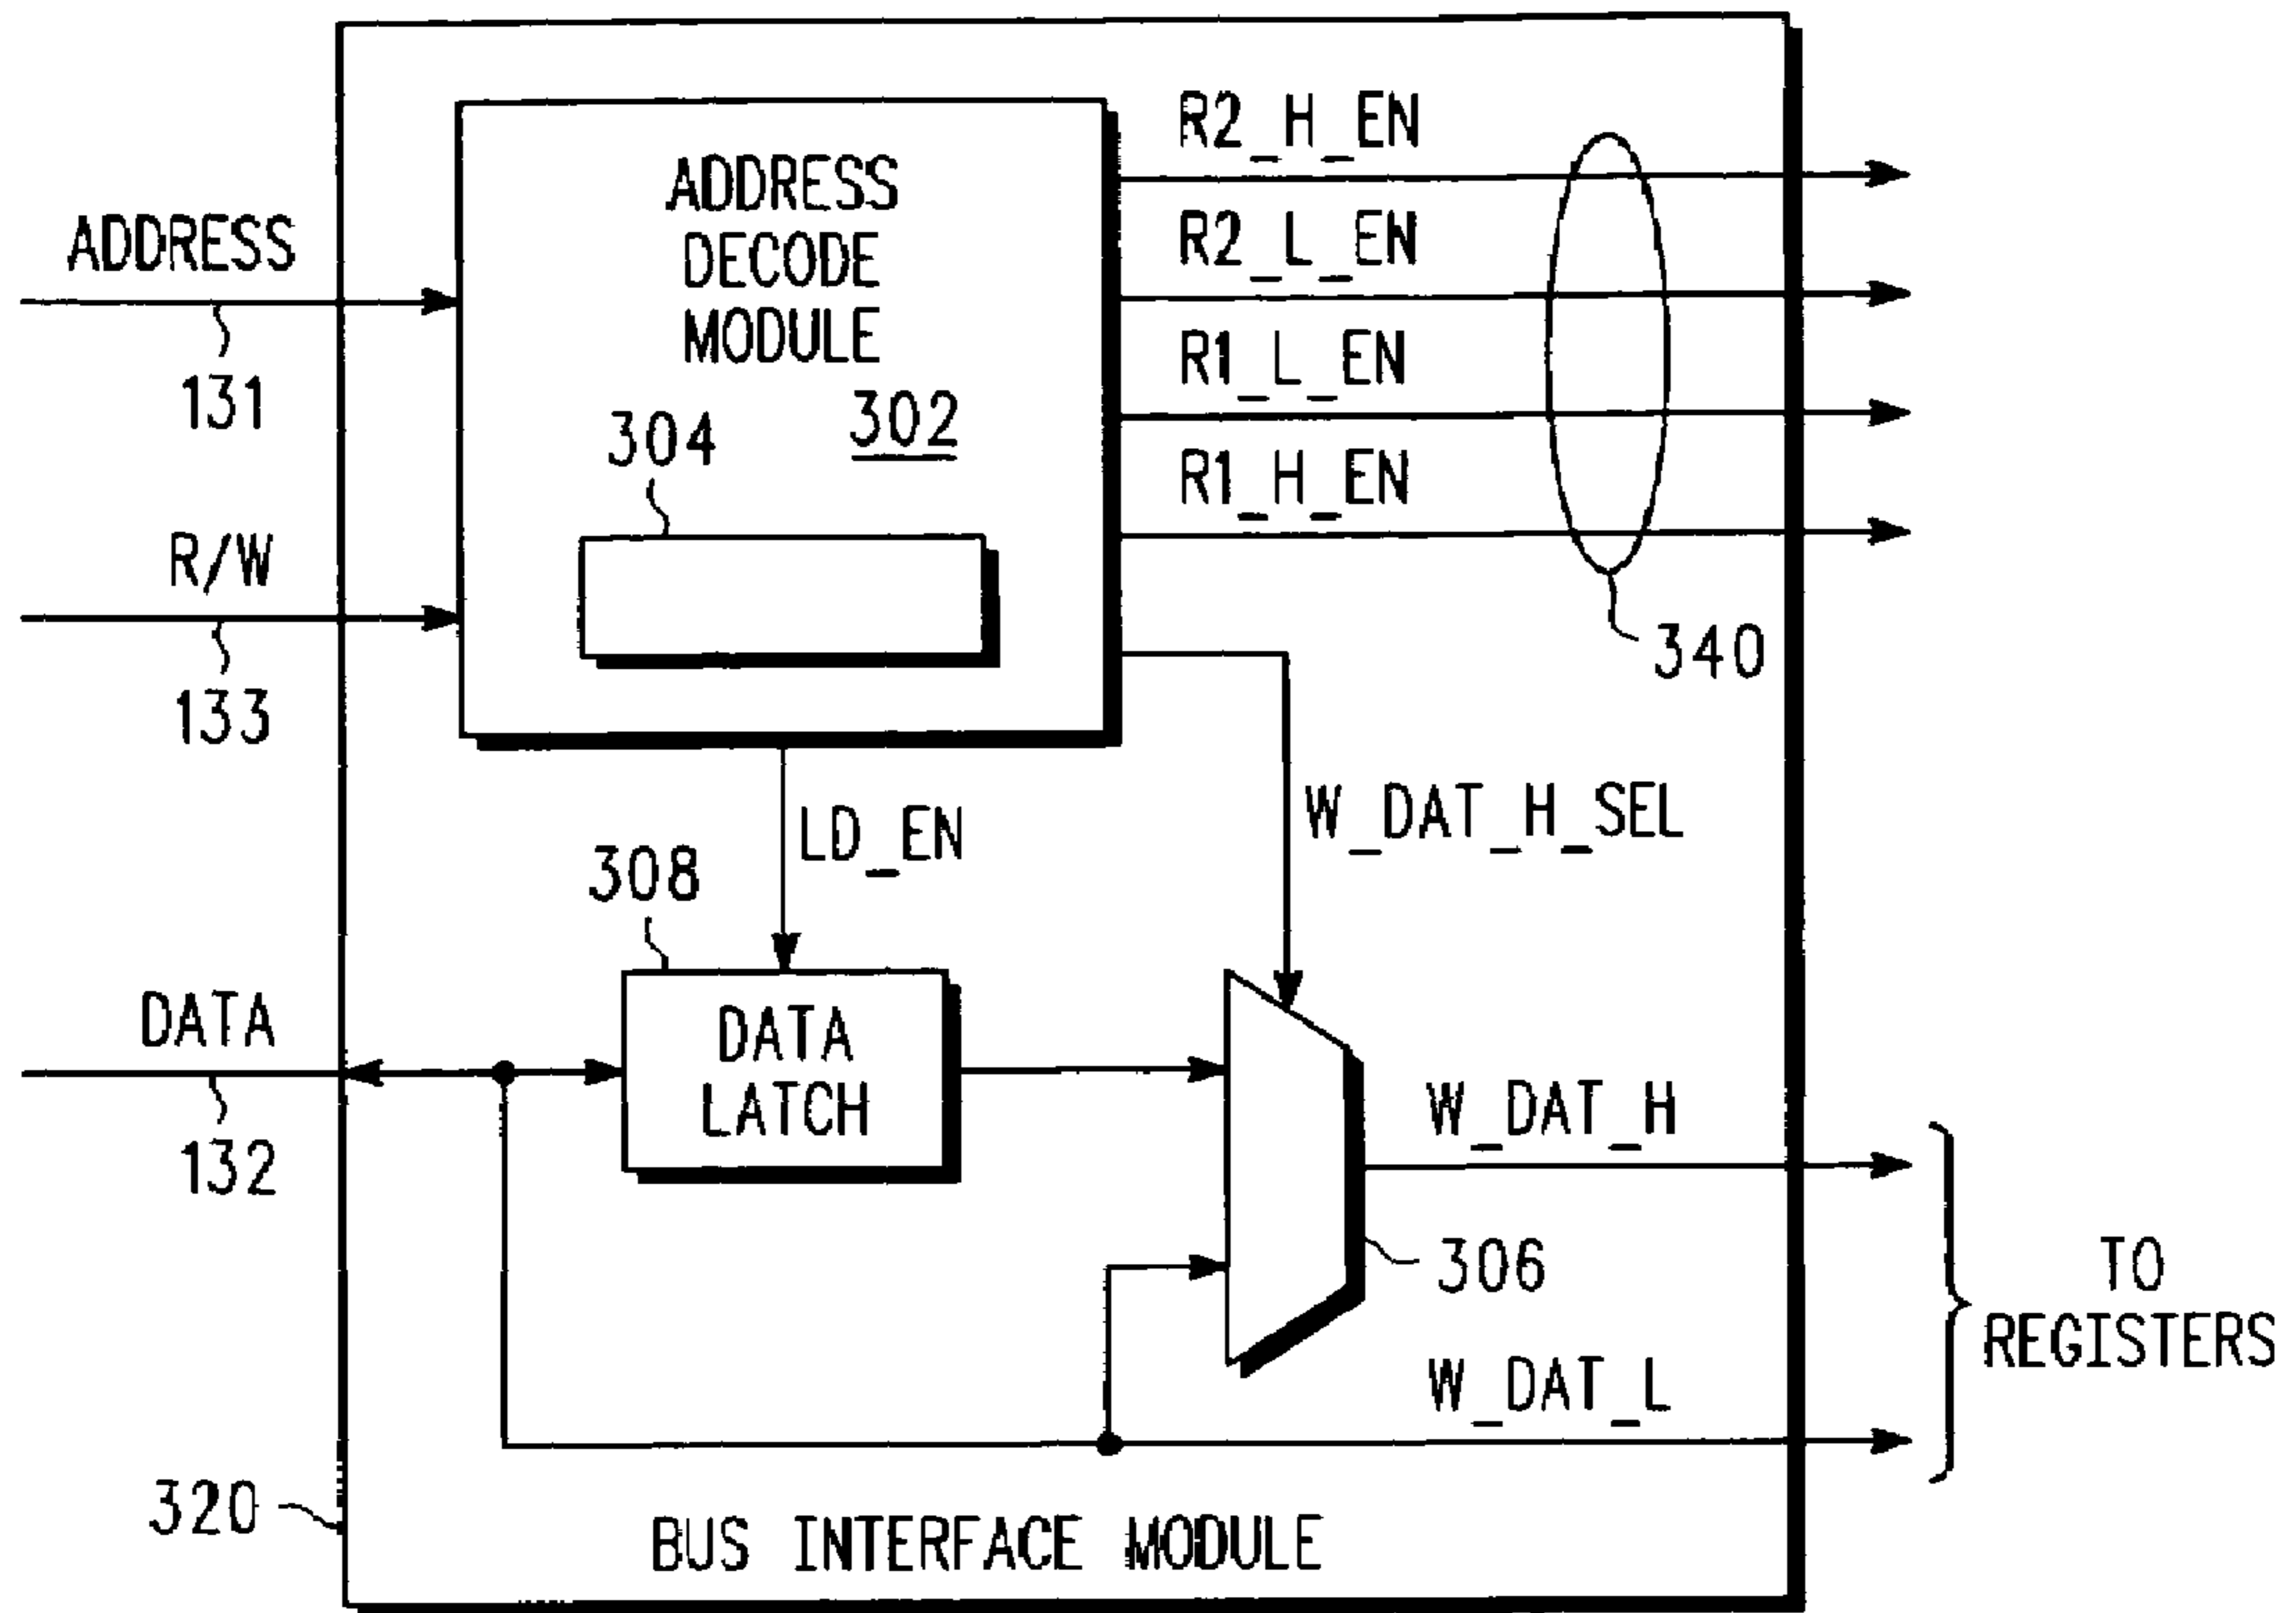 R2_H_EN
ADDRESS
DECODE
MODULE
302
304
ADDRESS
131
R2_L_EN
R1_L_EN
R1_H_EN
340
R/W
133
LD_EN
W_DAT_H_SEL
308
DATA
132
DATA
LATCH
W_DAT_H
306
TO
REGISTERS
W_DAT_L
320
BUS INTERFACE MODULE